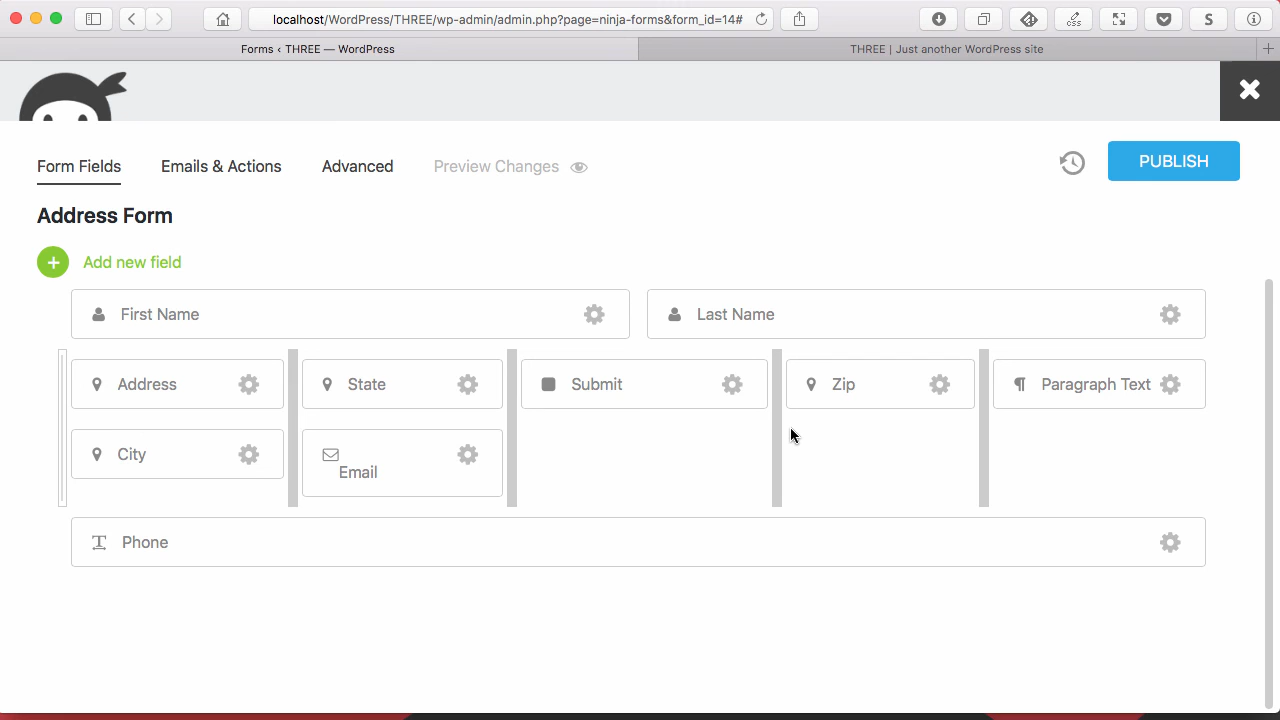 localhost/WordPress/THREE/wp-admin/admin.php?page=ninja-forms&form_id=14#
css
S
Forms ‹ THREE — WordPress
THREE | Just another WordPress site
Form Fields
Emails & Actions
Advanced
Preview Changes
PUBLISH
Address Form
Add new field
First Name
Last Name
Address
State
Submit
Zip
Paragraph Text
City
Email
Phone